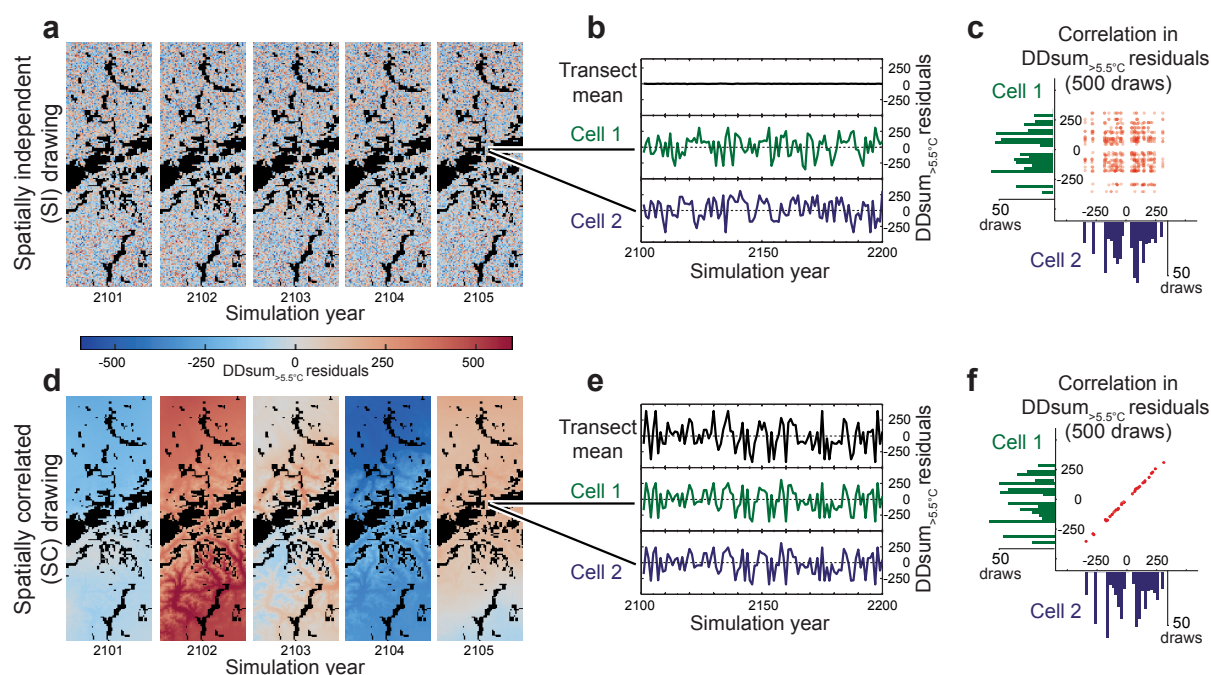 a
Spatially independent
(SI) drawing
2101 2102 2103 2104 2105
Simulation year
b
Transect
mean
Cell 1
Cell 2
250
0
-250
250
0
-250
250
0
-250
DDsum>5.5°C residuals
2100 2150 2200
Simulation year
c
Correlation in
DDsum>5.5°C residuals
(500 draws)
Cell 1
250
0
-250
50
draws
-250 0 250
Cell 2
50
draws
-500 -250 0 250 500
DDsum>5.5°C residuals
d
Spatially correlated
(SC) drawing
2101 2102 2103 2104 2105
Simulation year
e
Transect
mean
Cell 1
Cell 2
250
0
-250
250
0
-250
250
0
-250
DDsum>5.5°C residuals
2100 2150 2200
Simulation year
f
Correlation in
DDsum>5.5°C residuals
(500 draws)
Cell 1
250
0
-250
50
draws
-250 0 250
Cell 2
50
draws